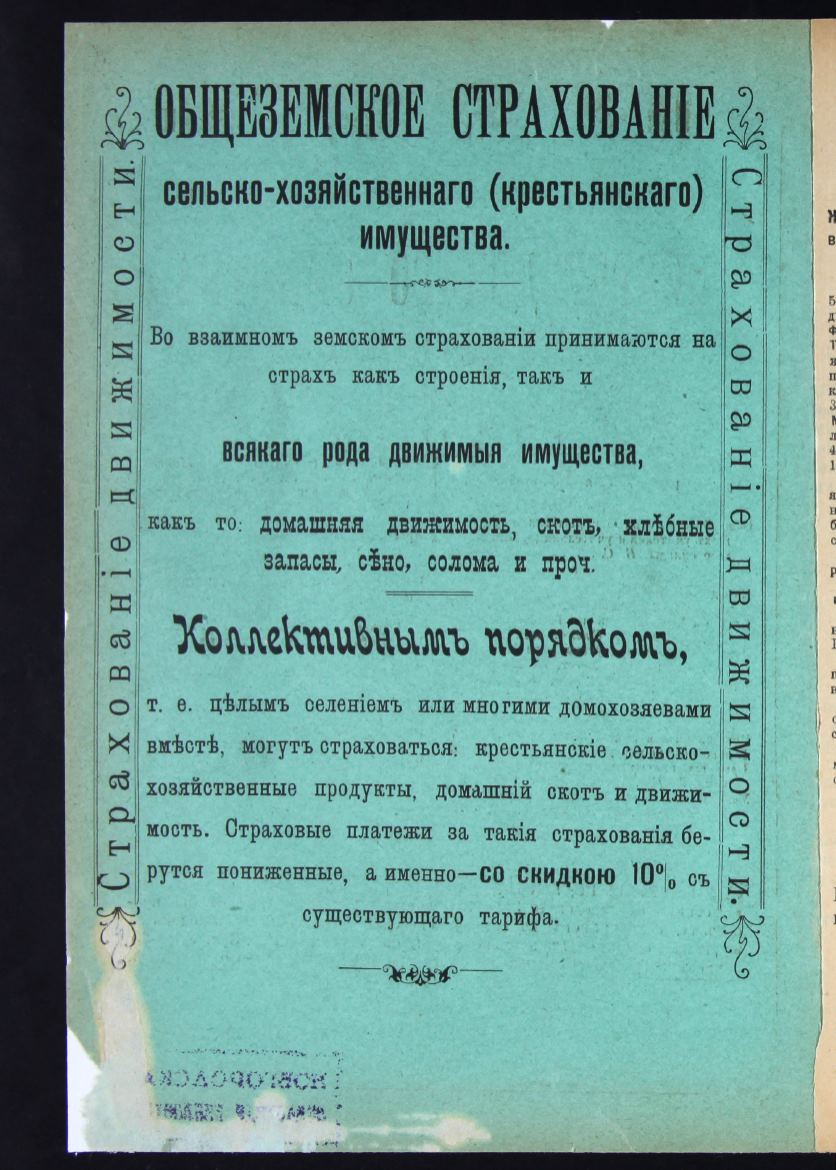 ОБЩЕЗЕМСКОЕ СТРАХОВАНІЕ
сельско-хозяйственнаго (крестьянскаго)
имущества.
Страхованіе движимости.
Во взаимномъ земскомъ страхованіи принимаются на
страхъ какъ строенія, такъ и
всякаго рода движимыя имущества,
какъ то: домашняя движимость, скотъ, хлѣбные
запасы, сѣно, солома и проч.
Коллективнымъ порядкомъ,
т. е. цѣлымъ селеніемъ или многими домохозяевами
вмѣстѣ, могутъ страховаться: крестьянскіе сельско-
хозяйственные продукты, домашній скотъ и движи-
мость. Страховые платежи за такія страхованія бе-
рутся пониженные, а именно—со скидкою 10% съ
существующаго тарифа.
Страхованіе движимости.
НОВГОРОДСКА